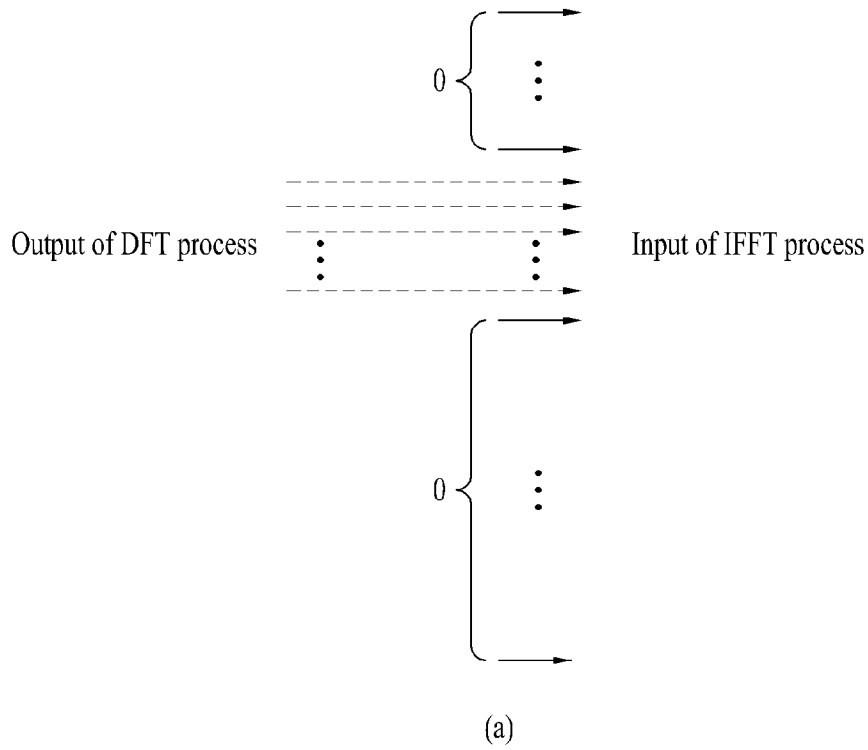 0
Output of DFT process
Input of IFFT process
0
(a)